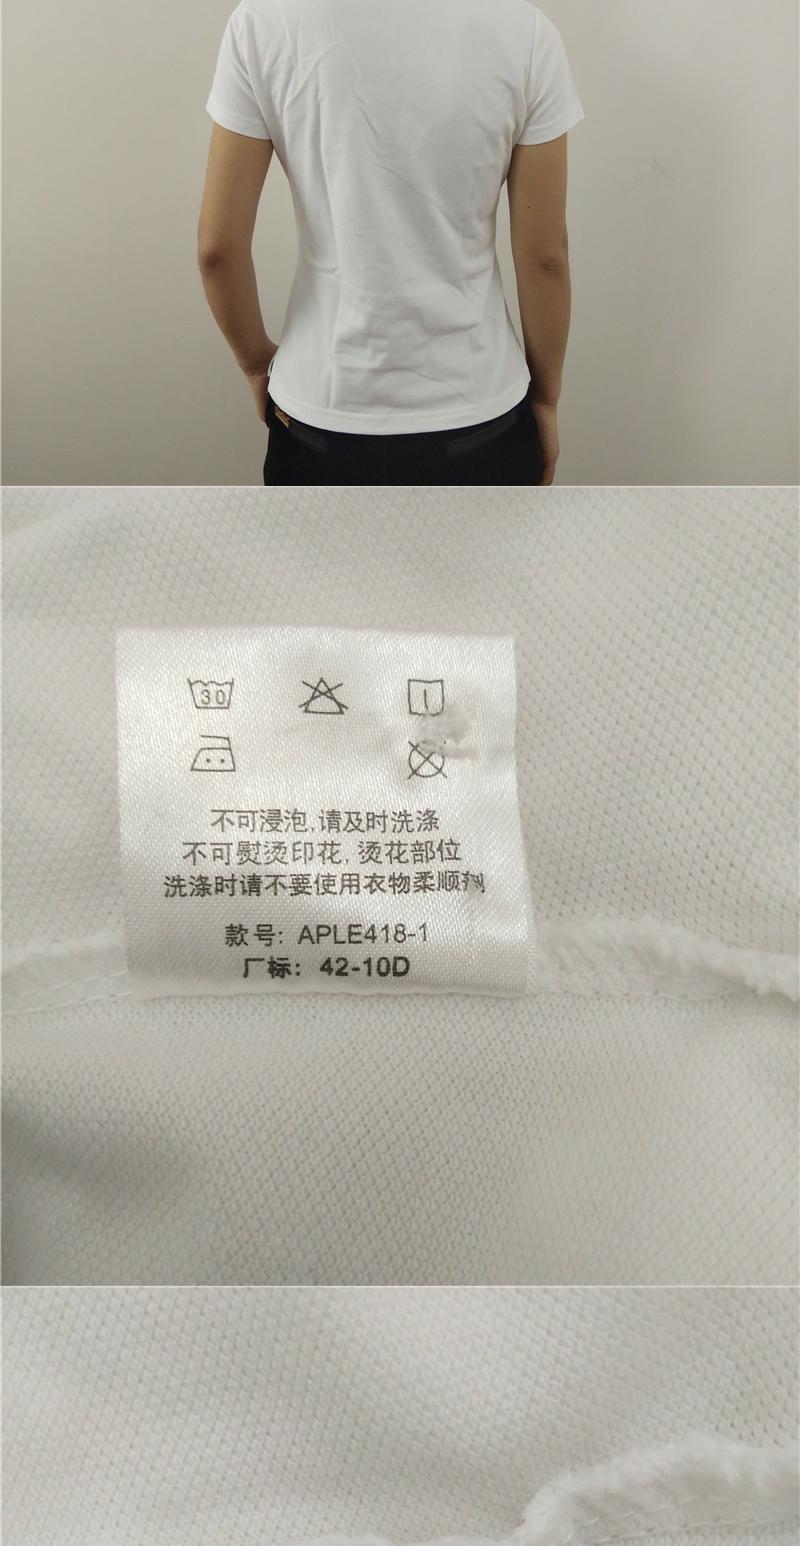 30
不可浸泡,请及时洗涤
不可熨烫印花, 烫花部位
洗涤时请不要使用衣物柔顺剂
款号: APLE418-1
厂标: 42-10D